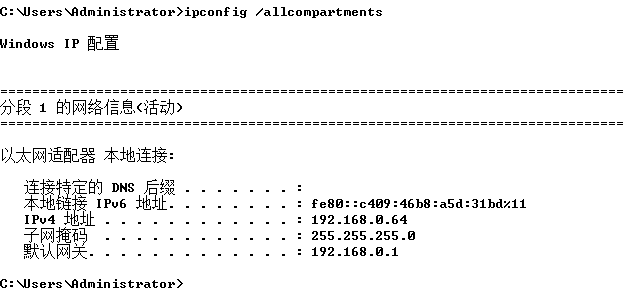 C:\Users\Administrator>ipconfig /allcompartments
Windows IP 配置
==============================================================================
分段 1 的网络信息(活动)
==============================================================================
以太网适配器 本地连接:
连接特定的 DNS 后缀 . . . . . . . :
本地链接 IPv6 地址. . . . . . . . : fe80::c409:46b8:a5d:31bd%11
IPv4 地址 . . . . . . . . . . . . : 192.168.0.64
子网掩码 . . . . . . . . . . . . : 255.255.255.0
默认网关. . . . . . . . . . . . . : 192.168.0.1
C:\Users\Administrator>